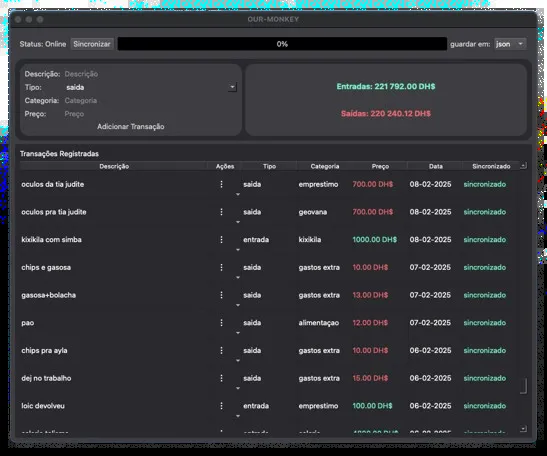 OUR-MONKEY
Status: Online Sincronizar 0% guardar em: json
Descrição: Descrição
Tipo: saída
Categoria: Categoria
Preço: Preço
Adicionar Transação
Entradas: 221 792.00 DH$
Saídas: 220 240.12 DH$
Transações Registradas
Descrição Ações Tipo Categoria Preço Data Sincronizado
oculos da tia judite saida emprestimo 700.00 DH$ 08-02-2025 sincronizado
oculos pra tia judite saida geovana 700.00 DH$ 08-02-2025 sincronizado
kixikila com simba entrada kixikila 1000.00 DH$ 08-02-2025 sincronizado
chips e gasosa saida gastos extra 10.00 DH$ 07-02-2025 sincronizado
gasosa+bolacha saida gastos extra 13.00 DH$ 07-02-2025 sincronizado
pao saida alimentaçao 12.00 DH$ 07-02-2025 sincronizado
chips pra ayla saida gastos extra 10.00 DH$ 06-02-2025 sincronizado
dej no trabalho saida gastos extra 15.00 DH$ 06-02-2025 sincronizado
loic devolveu entrada emprestimo 100.00 DH$ 06-02-2025 sincronizado